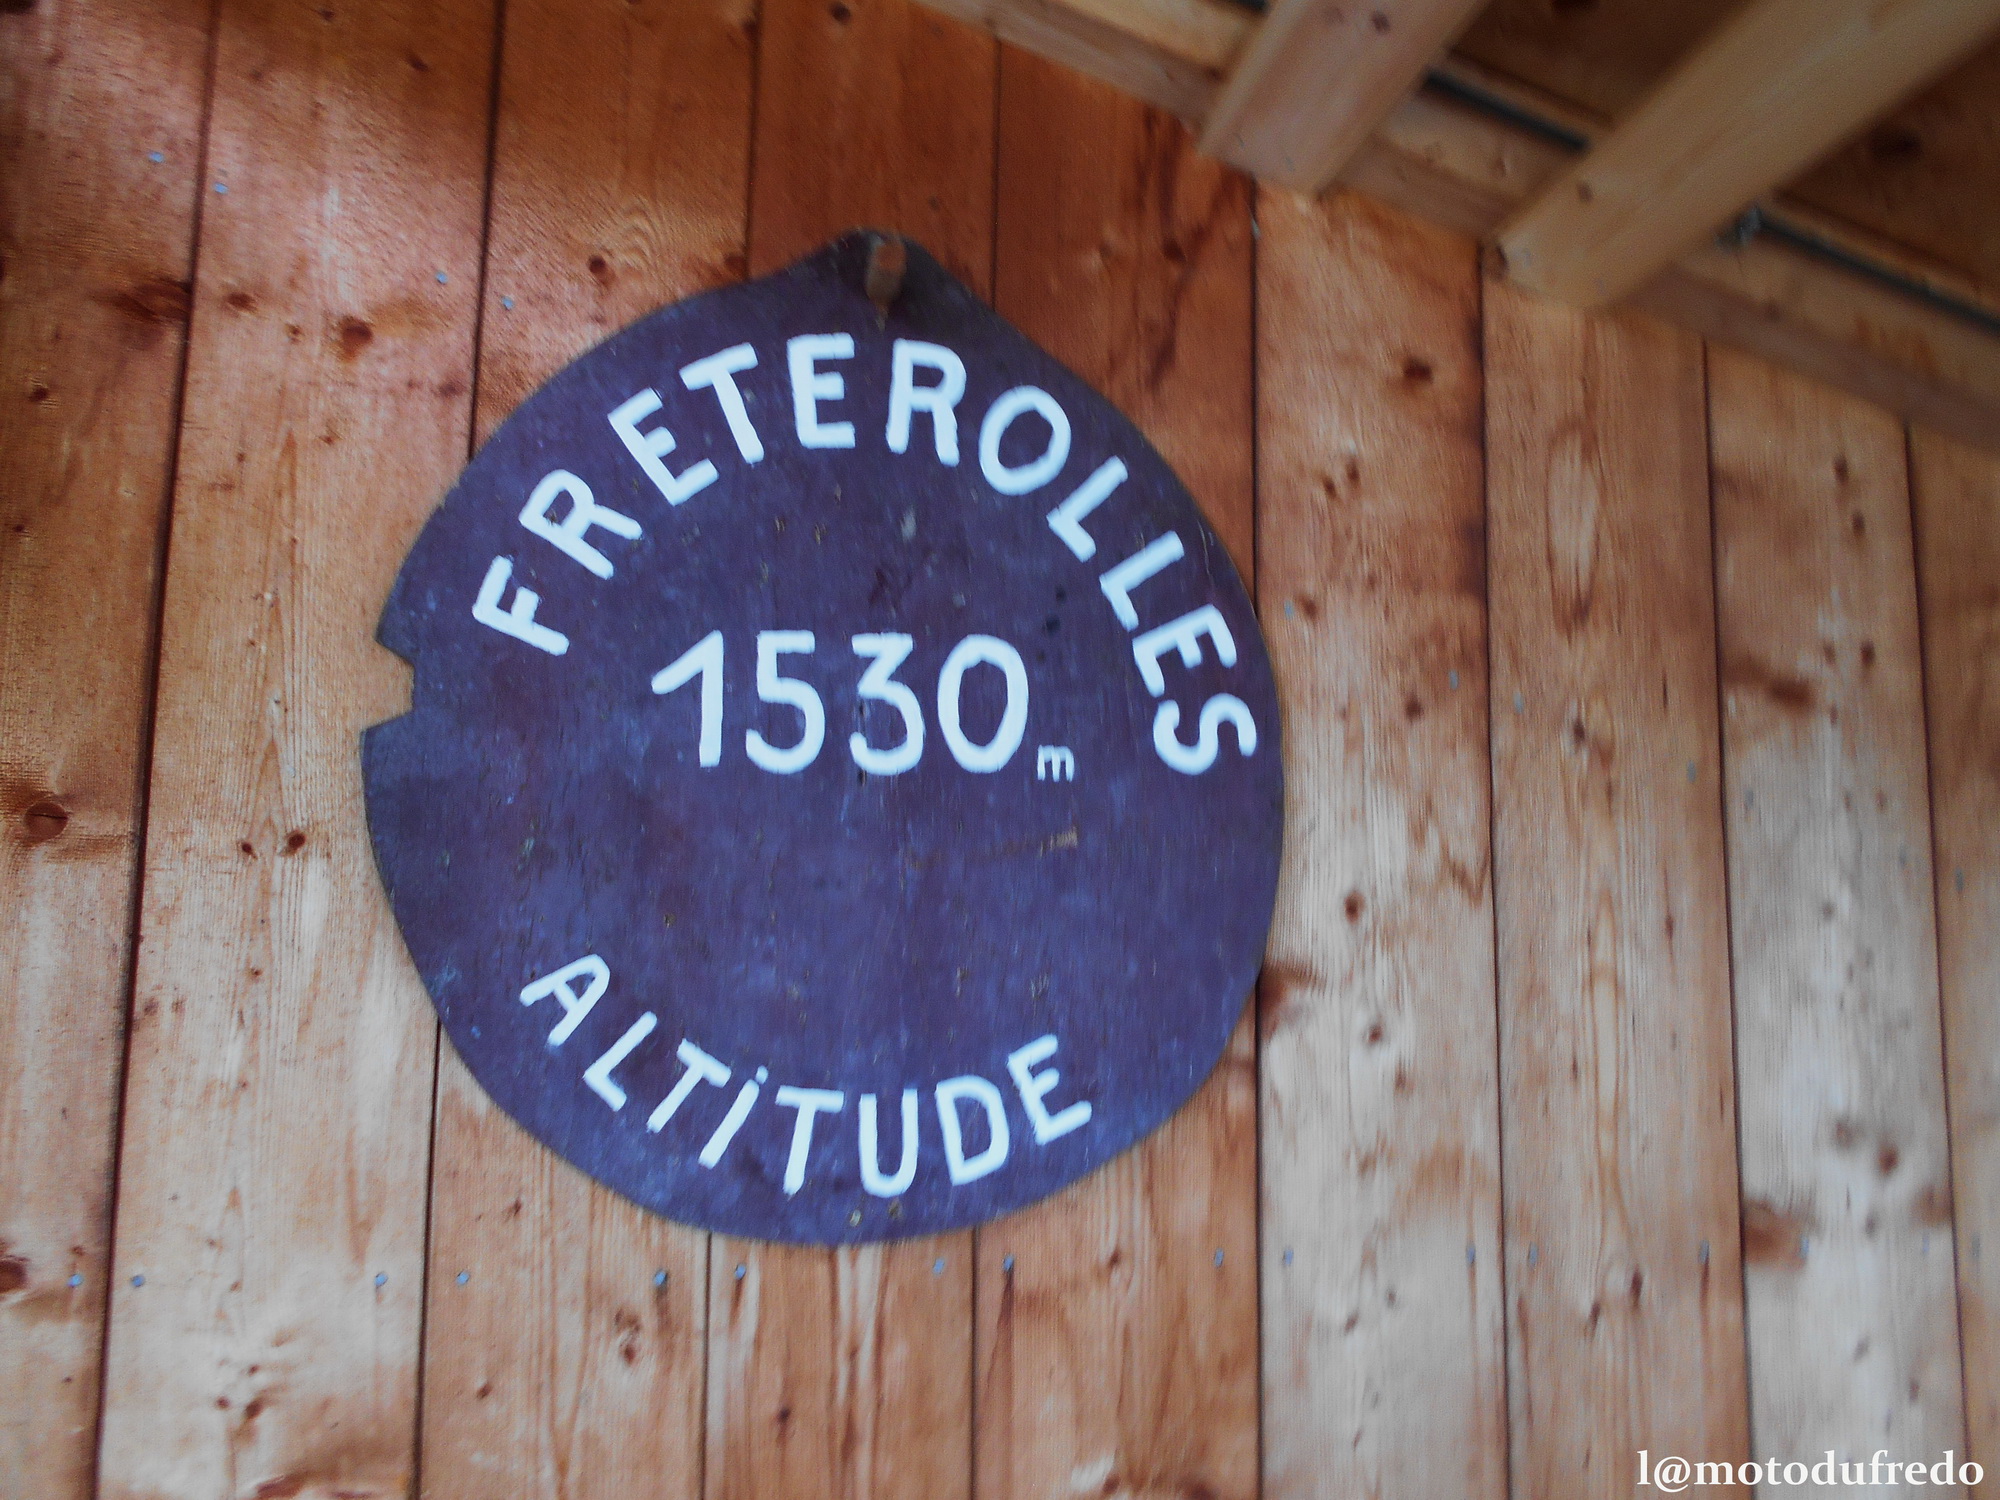 FRETEROLLES
1530m
ALTiTUDE
l@motodufredo